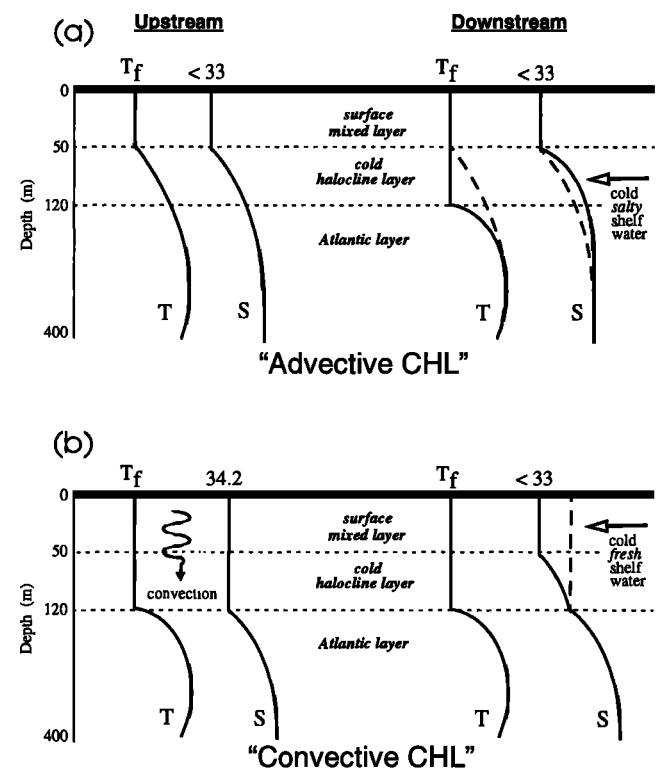 (a)
Upstream
Downstream
Tf < 33 Tf < 33
0
surface
mixed layer
50
cold
halocline layer
cold
salty
shelf
water
120
Atlantic layer
Depth (m)
T S T S
400
“Advective CHL”
(b)
Tf 34.2 Tf < 33
0
surface
mixed layer
cold
fresh
shelf
water
50
cold
halocline layer
convection
120
Atlantic layer
Depth (m)
T S T S
400
“Convective CHL”